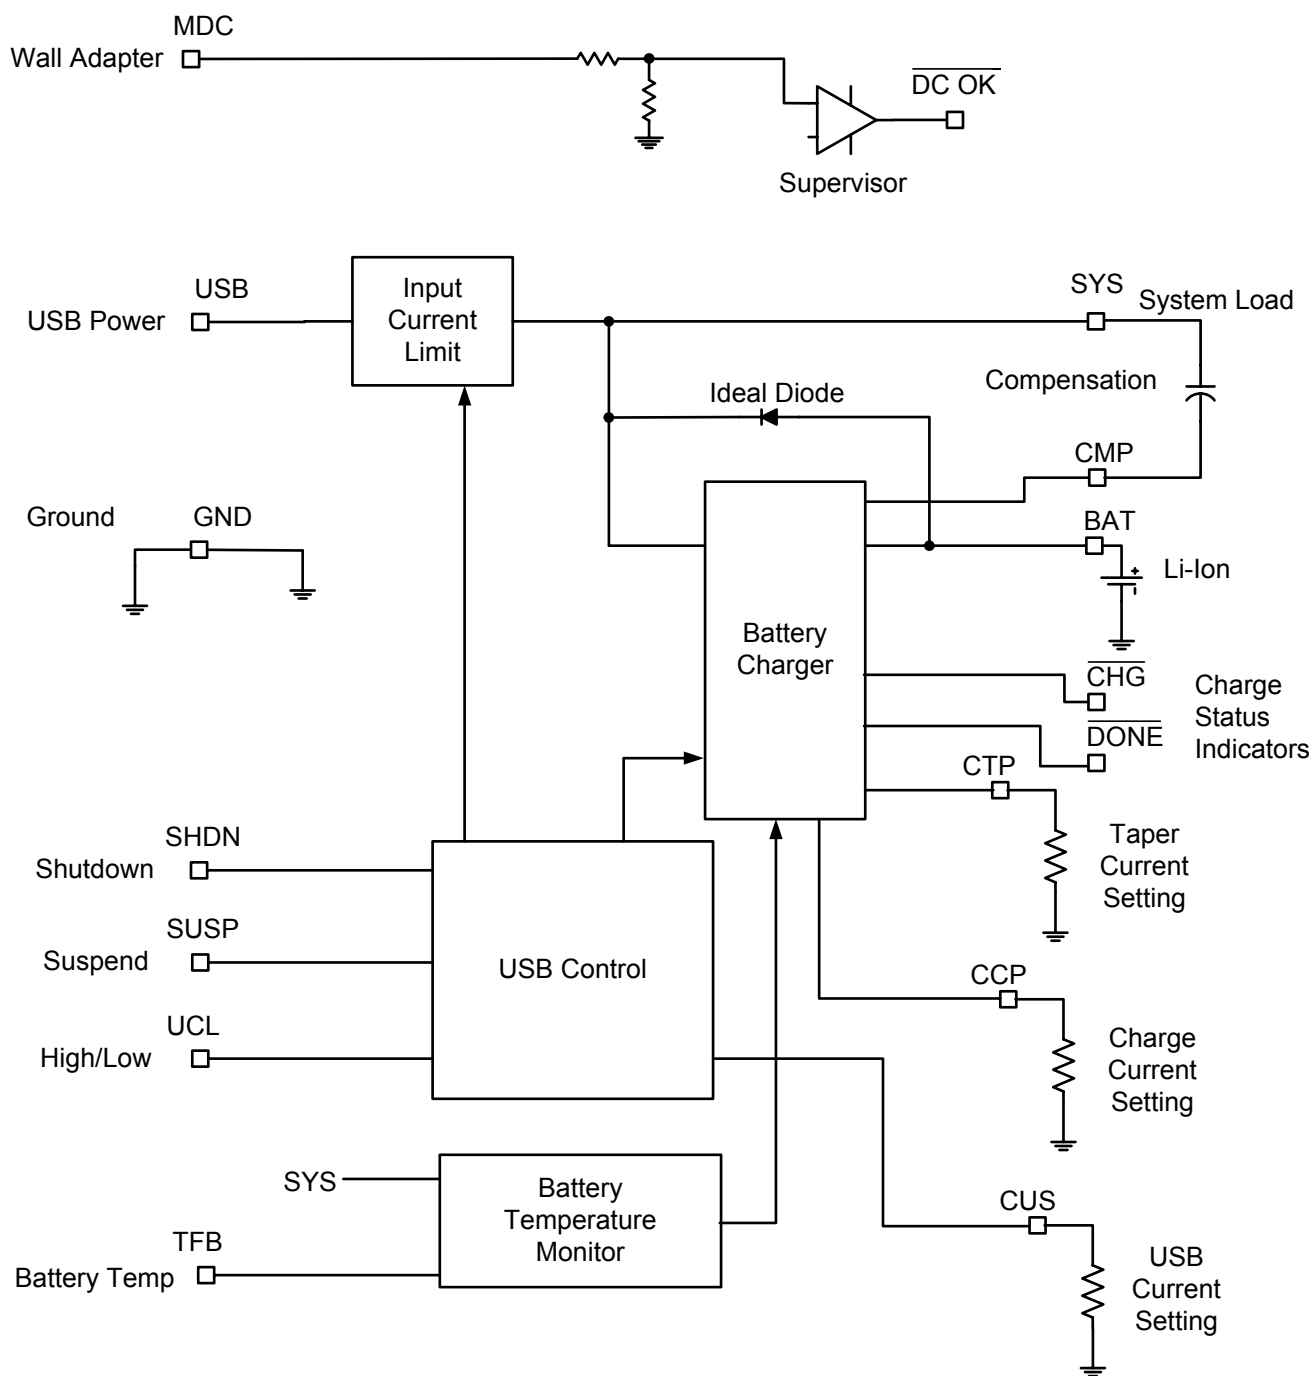 MDC
Wall Adapter
DC OK
Supervisor
USB
USB Power
Input
Current
Limit
SYS
System Load
Ideal Diode
Compensation
CMP
Ground
GND
BAT
Li-Ion
Battery
Charger
CHG
DONE
Charge
Status
Indicators
CTP
Taper
Current
Setting
SHDN
Shutdown
SUSP
Suspend
UCL
High/Low
USB Control
CCP
Charge
Current
Setting
SYS
TFB
Battery Temp
Battery
Temperature
Monitor
CUS
USB
Current
Setting